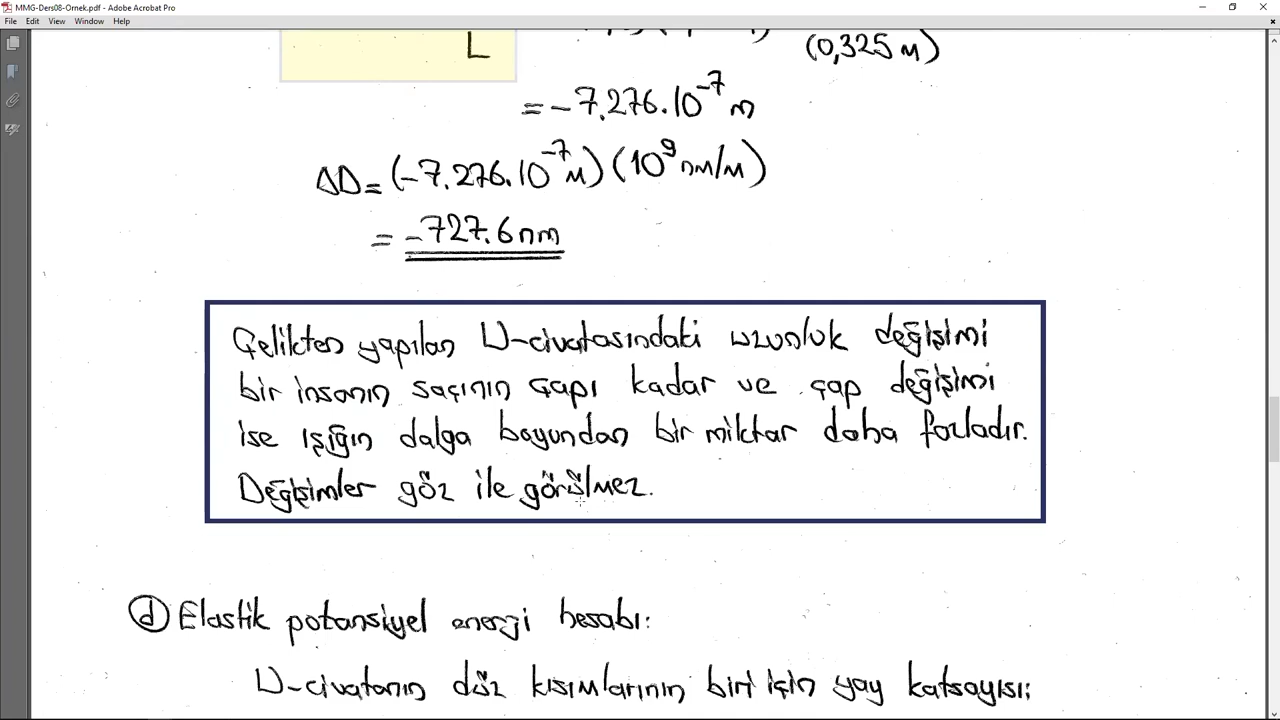 MMG-Ders08-Ornek.pdf - Adobe Acrobat Pro
File Edit View Window Help
L
(0,325 m)
= -7.276.10⁻⁷ m
ΔD = (-7.276.10⁻⁷ m) (10⁹ nm/m)
= -727.6 nm
Çelikten yapılan U-civatasındaki uzunluk değişimi
bir insanın saçının çapı kadar ve çap değişimi
ise ışığın dalga boyundan bir miktar daha fazladır.
Değişimler göz ile görülmez.
d Elastik potansiyel energi hesabı:
U-civatanın düz kısımlarının biri için yay katsayısı: